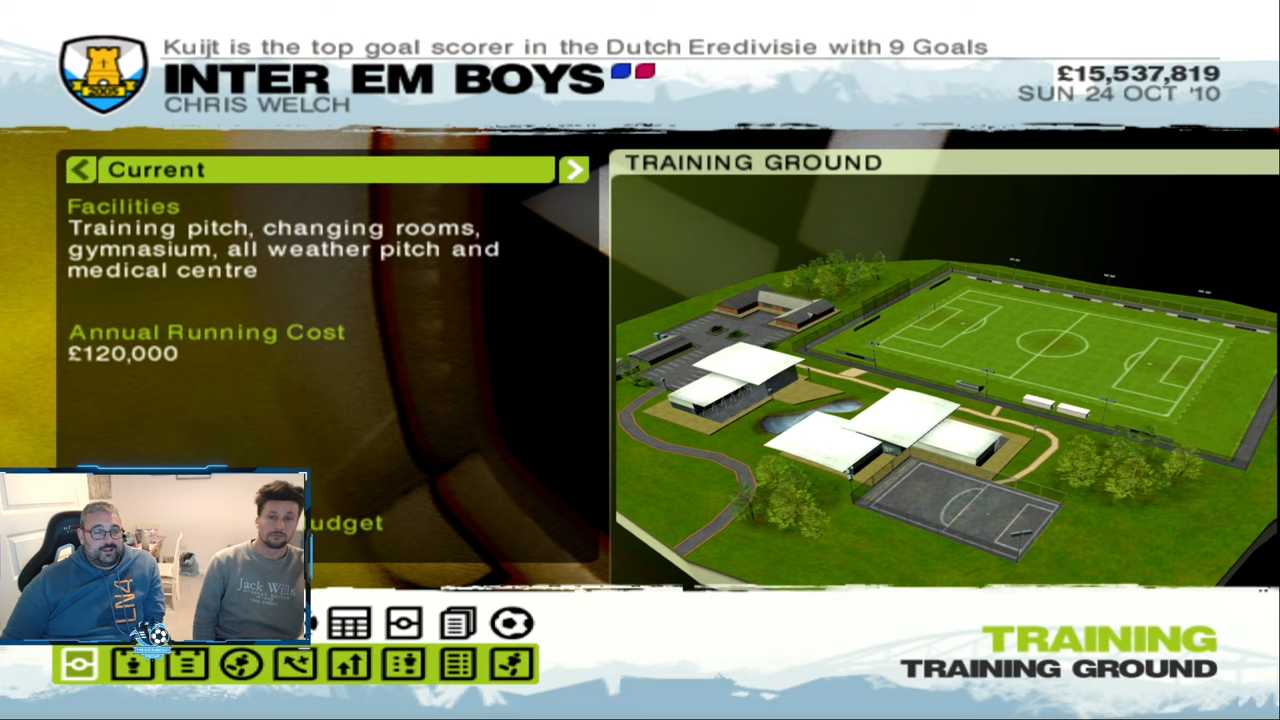 Kuijt is the top goal scorer in the Dutch Eredivisie with 9 Goals
INTER EM BOYS
CHRIS WELCH
£15,537,819
SUN 24 OCT '10
2005
Current
TRAINING GROUND
Facilities
Training pitch, changing rooms,
gymnasium, all weather pitch and
medical centre
Annual Running Cost
£120,000
udget
LN4
Jack Wills
TRAINING
TRAINING GROUND